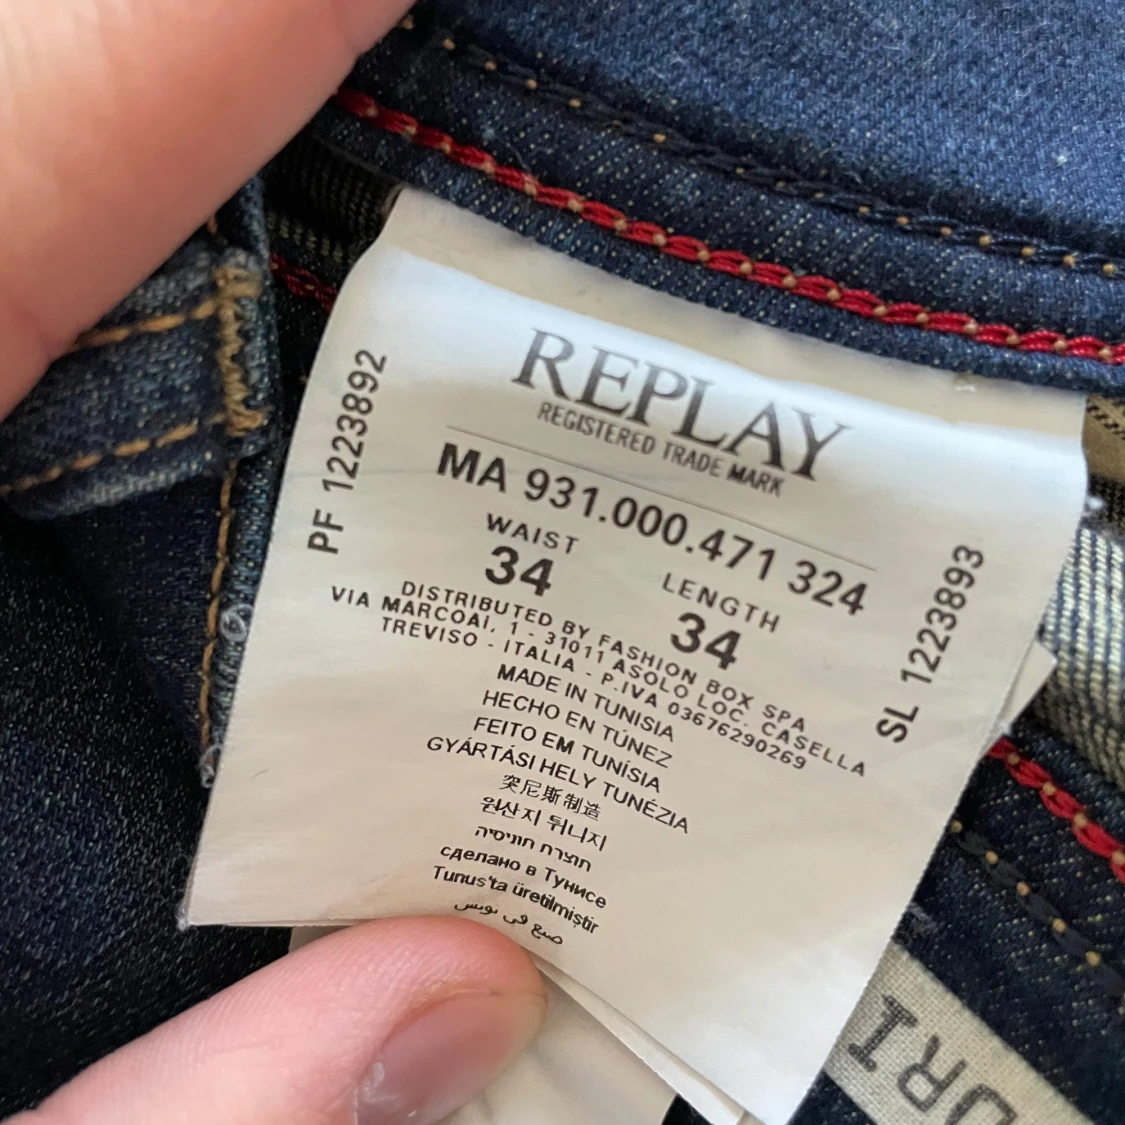 REPLAY
REGISTERED TRADE MARK
MA 931.000.471 324
WAIST
34
LENGTH
34
DISTRIBUTED BY FASHION BOX SPA
VIA MARCOAI, 1 - 31011 ASOLO LOC. CASELLA
TREVISO - ITALIA - P.IVA 03676290269
MADE IN TUNISIA
HECHO EN TÚNEZ
FEITO EM TUNÍSIA
GYÁRTÁSI HELY TUNÉZIA
突尼斯制造
원산지 튀니지
תוצרת תוניסיה
сделано в Тунисе
Tunus'ta üretilmiştir
صنع في تونس
PF 1223892
SL 1223893
URI